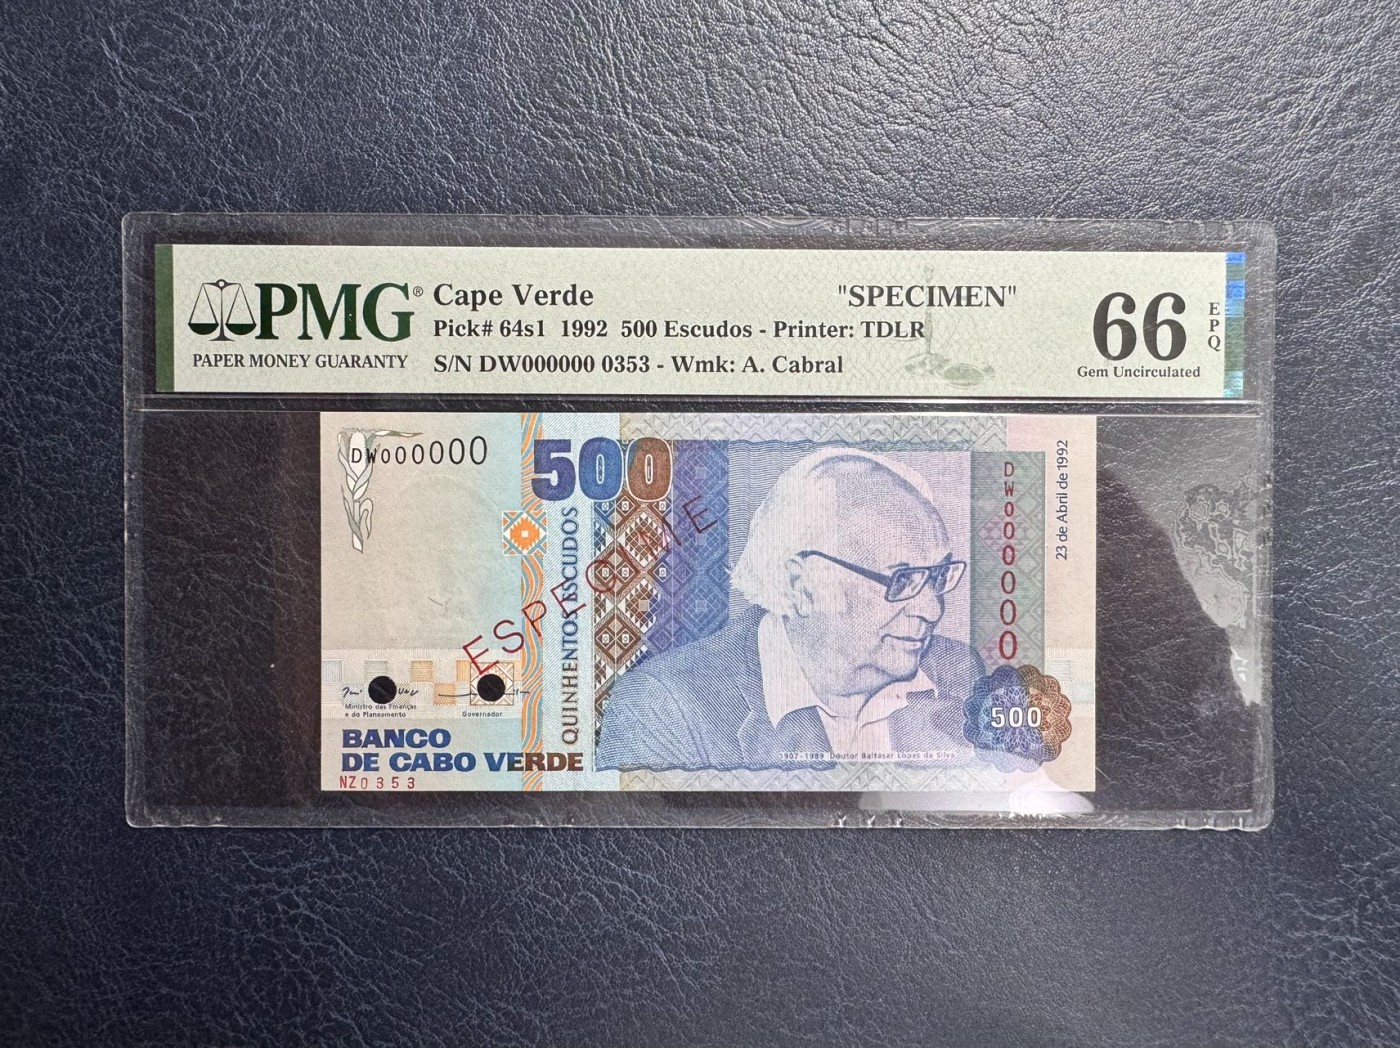 PMG®
PAPER MONEY GUARANTY
Cape Verde
"SPECIMEN"
Pick# 64s1 1992 500 Escudos - Printer: TDLR
S/N DW000000 0353 - Wmk: A. Cabral
66
EPQ
Gem Uncirculated
DW000000
500
QUINHENTOS ESCUDOS
ESPECIME
DW000000
23 de Abril de 1992
Ministro das Finanças
e do Planeamento
Governador
BANCO
DE CABO VERDE
NZ0353
1907-1989 Doutor Baltasar Lopes da Silva
500